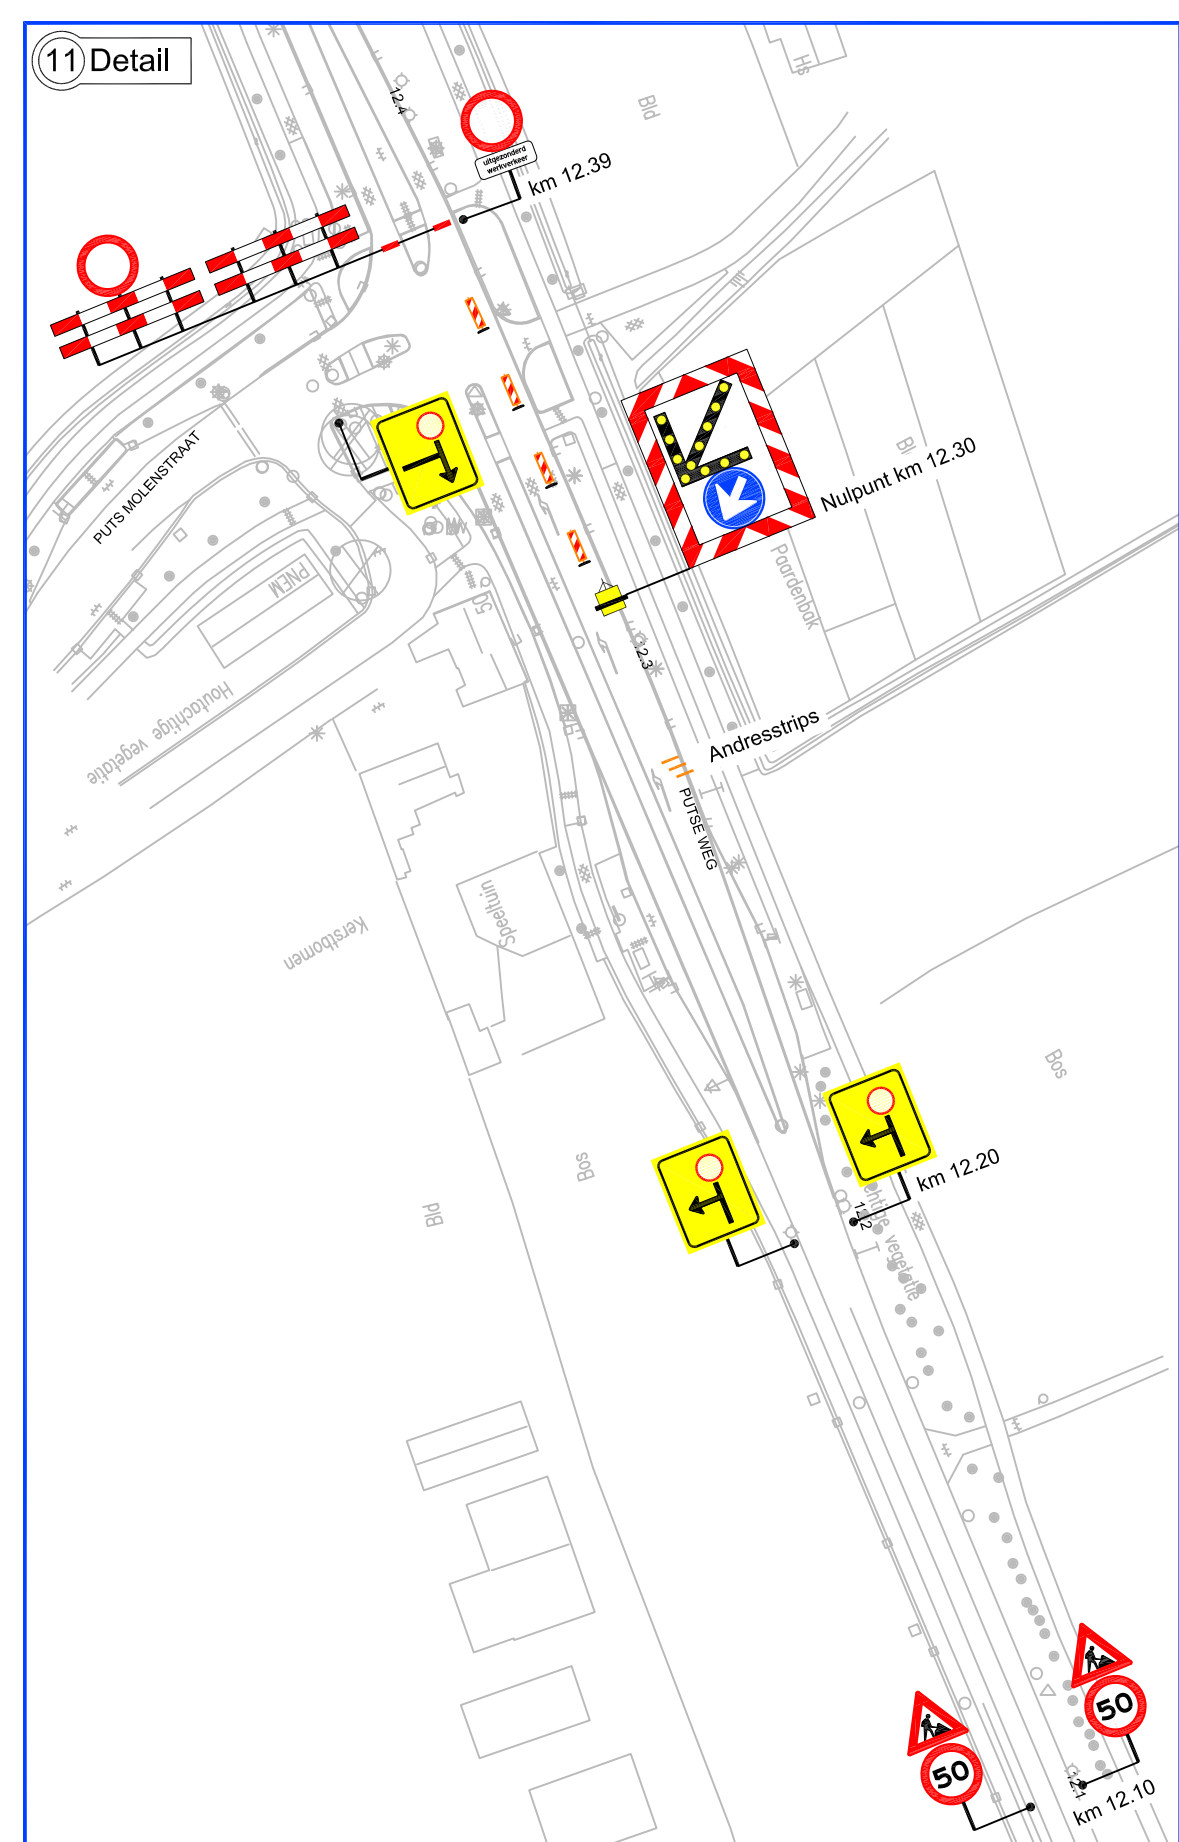 11 Detail
Hs
12.4
Bld
uitgezonderd
werkverkeer
km 12.39
PUTS MOLENSTRAAT
Nulpunt km 12.30
PNEM
50
Paardenbak
12.3
Houtachtige vegetatie
Andresstrips
PUTSE WEG
Speeltuin
Kerstbomen
Bos
Bos
Bld
km 12.20
12.2
vegetatie
50
50
12.1
km 12.10